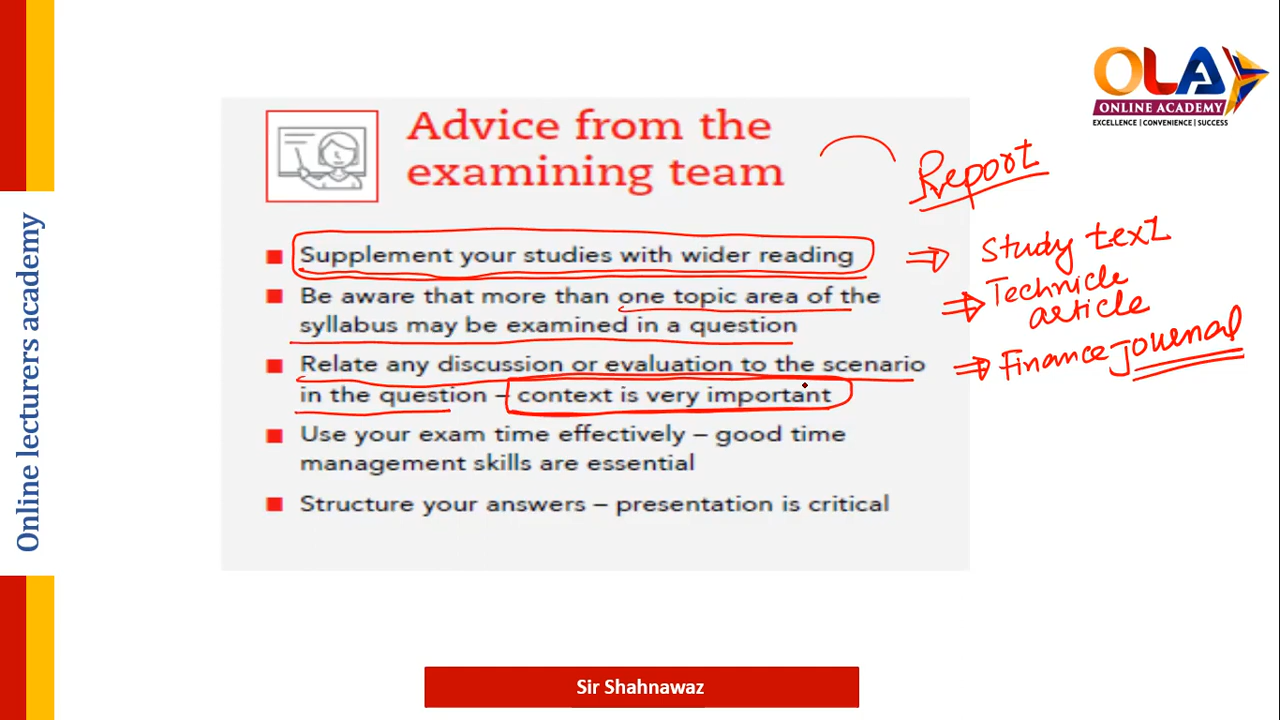 OLA
ONLINE ACADEMY
EXCELLENCE | CONVENIENCE | SUCCESS
Online lecturers academy
Advice from the
examining team
Report
■ Supplement your studies with wider reading
⇒ Study text
■ Be aware that more than one topic area of the
syllabus may be examined in a question
⇒ Technicle
article
■ Relate any discussion or evaluation to the scenario
in the question – context is very important
⇒ Finance journal
■ Use your exam time effectively – good time
management skills are essential
■ Structure your answers – presentation is critical
Sir Shahnawaz